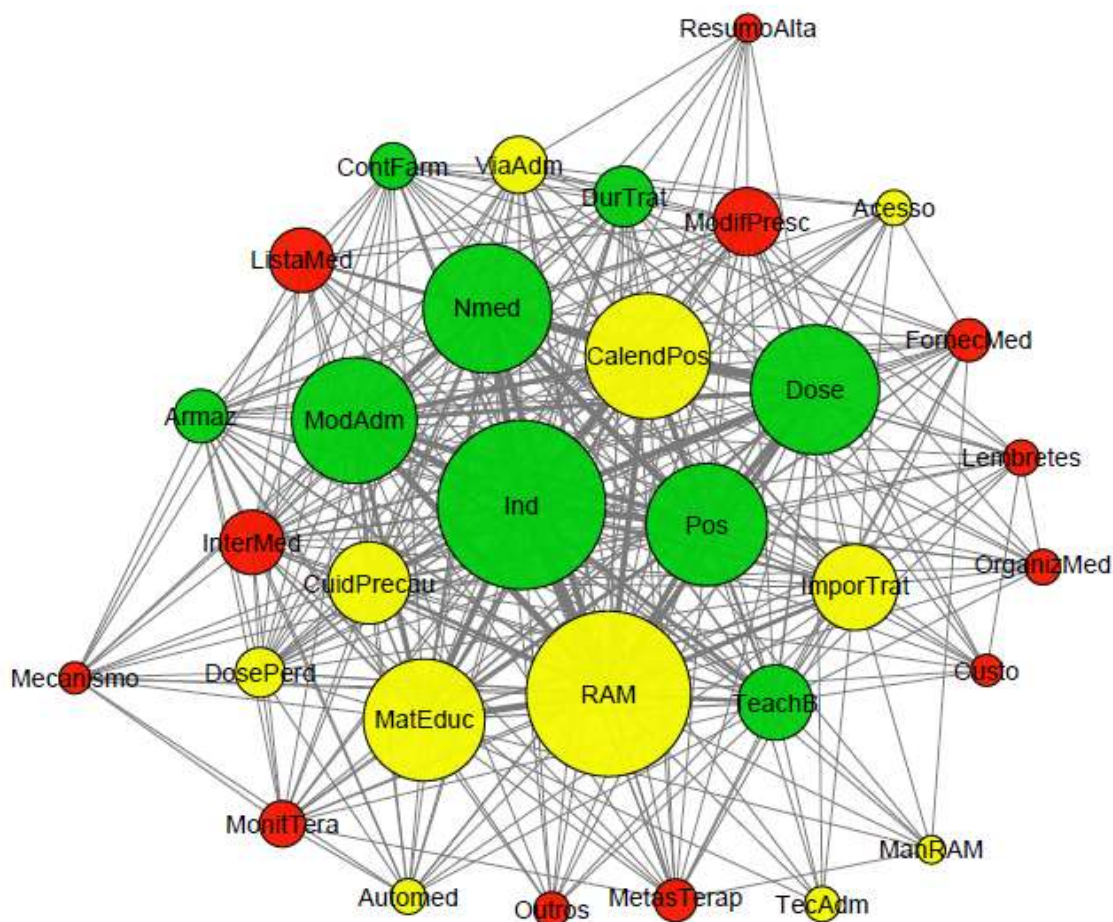 ResumoAlta
ContFarm
ViaAdm
DurTrat
ModifPresc
Acesso
ListaMed
Nmed
CalendPos
FornecMed
Dose
Armaz
ModAdm
Lembretes
Ind
Pos
InterMed
CuidPrecau
ImporTrat
OrganizMed
Mecanismo
DosePerd
Custo
RAM
TeachB
MatEduc
MonitTera
ManRAM
Automed
Outros
MetasTerap
TecAdm